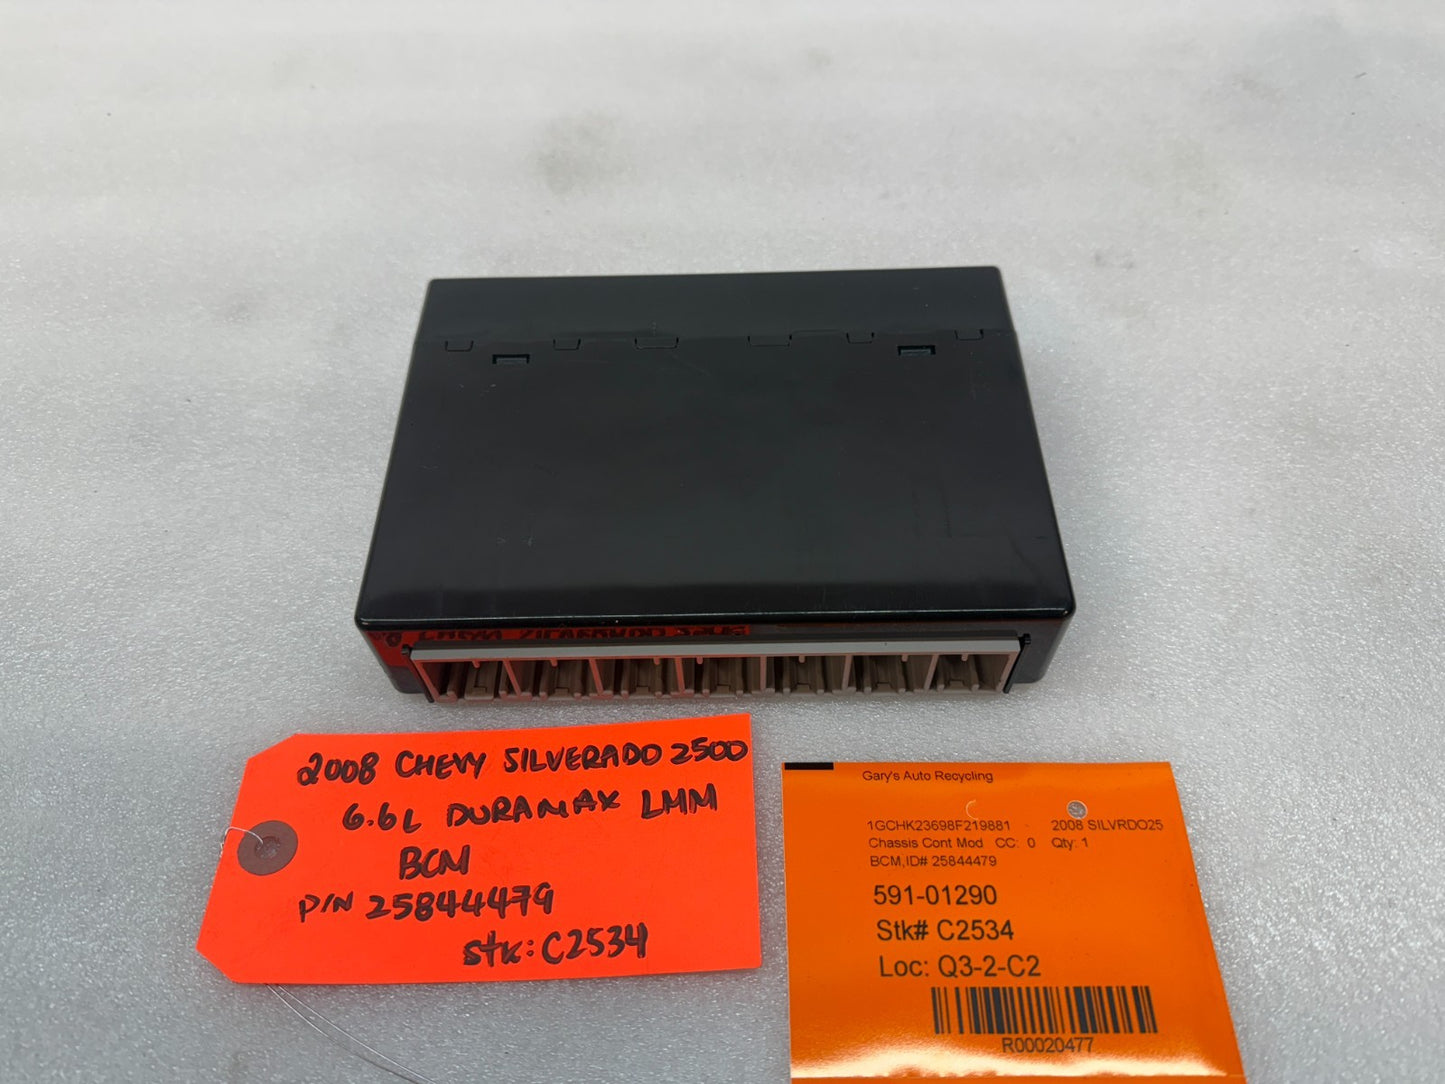 2008 CHEVY SILVERADO 2500
6.6L DURAMAX LMM
BCM
P/N 25844479
stk: C2534
Gary's Auto Recycling
1GCHK23698F219881 2008 SILVRDO25
Chassis Cont Mod CC: 0 Qty: 1
BCM,ID# 25844479
591-01290
Stk# C2534
Loc: Q3-2-C2
R00020477